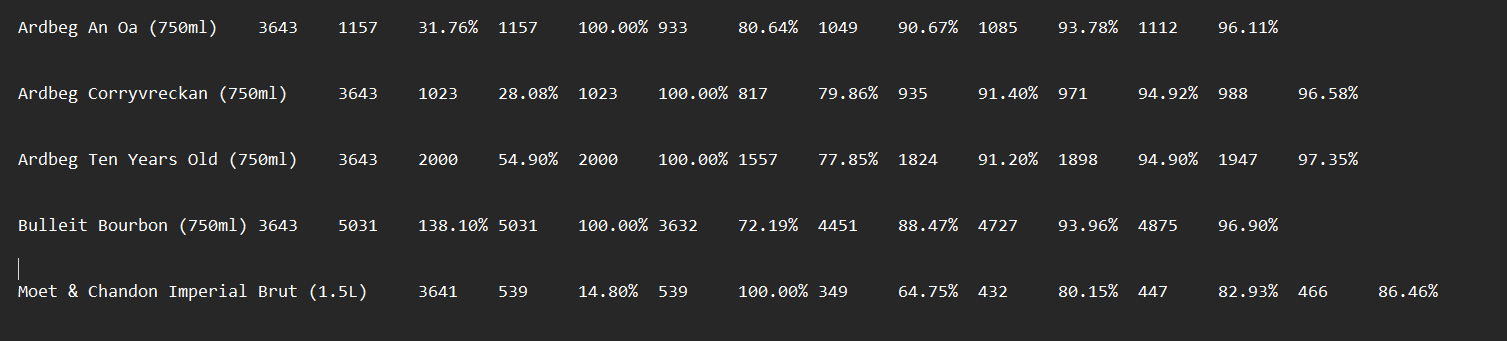 Ardbeg An Oa (750ml) 3643 1157 31.76% 1157 100.00% 933 80.64% 1049 90.67% 1085 93.78% 1112 96.11%
Ardbeg Corryvreckan (750ml) 3643 1023 28.08% 1023 100.00% 817 79.86% 935 91.40% 971 94.92% 988 96.58%
Ardbeg Ten Years Old (750ml) 3643 2000 54.90% 2000 100.00% 1557 77.85% 1824 91.20% 1898 94.90% 1947 97.35%
Bulleit Bourbon (750ml) 3643 5031 138.10% 5031 100.00% 3632 72.19% 4451 88.47% 4727 93.96% 4875 96.90%
Moet & Chandon Imperial Brut (1.5L) 3641 539 14.80% 539 100.00% 349 64.75% 432 80.15% 447 82.93% 466 86.46%